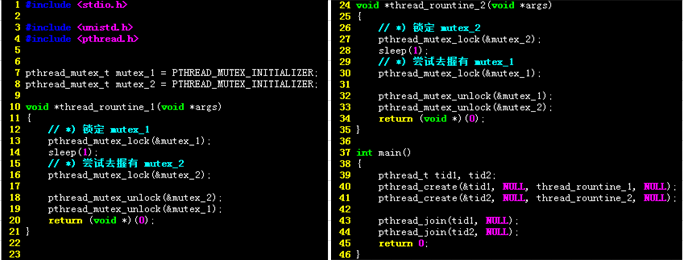 1 #include <stdio.h>
2
3 #include <unistd.h>
4 #include <pthread.h>
5
6
7 pthread_mutex_t mutex_1 = PTHREAD_MUTEX_INITIALIZER;
8 pthread_mutex_t mutex_2 = PTHREAD_MUTEX_INITIALIZER;
9
10 void *thread_rountine_1(void *args)
11 {
12 // *) 锁定 mutex_1
13 pthread_mutex_lock(&mutex_1);
14 sleep(1);
15 // *) 尝试去握有 mutex_2
16 pthread_mutex_lock(&mutex_2);
17
18 pthread_mutex_unlock(&mutex_2);
19 pthread_mutex_unlock(&mutex_1);
20 return (void *)(0);
21 }
22
23
24 void *thread_rountine_2(void *args)
25 {
26 // *) 锁定 mutex_2
27 pthread_mutex_lock(&mutex_2);
28 sleep(1);
29 // *) 尝试去握有 mutex_1
30 pthread_mutex_lock(&mutex_1);
31
32 pthread_mutex_unlock(&mutex_1);
33 pthread_mutex_unlock(&mutex_2);
34 return (void *)(0);
35 }
36
37 int main()
38 {
39 pthread_t tid1, tid2;
40 pthread_create(&tid1, NULL, thread_rountine_1, NULL);
41 pthread_create(&tid2, NULL, thread_rountine_2, NULL);
42
43 pthread_join(tid1, NULL);
44 pthread_join(tid2, NULL);
45 return 0;
46 }